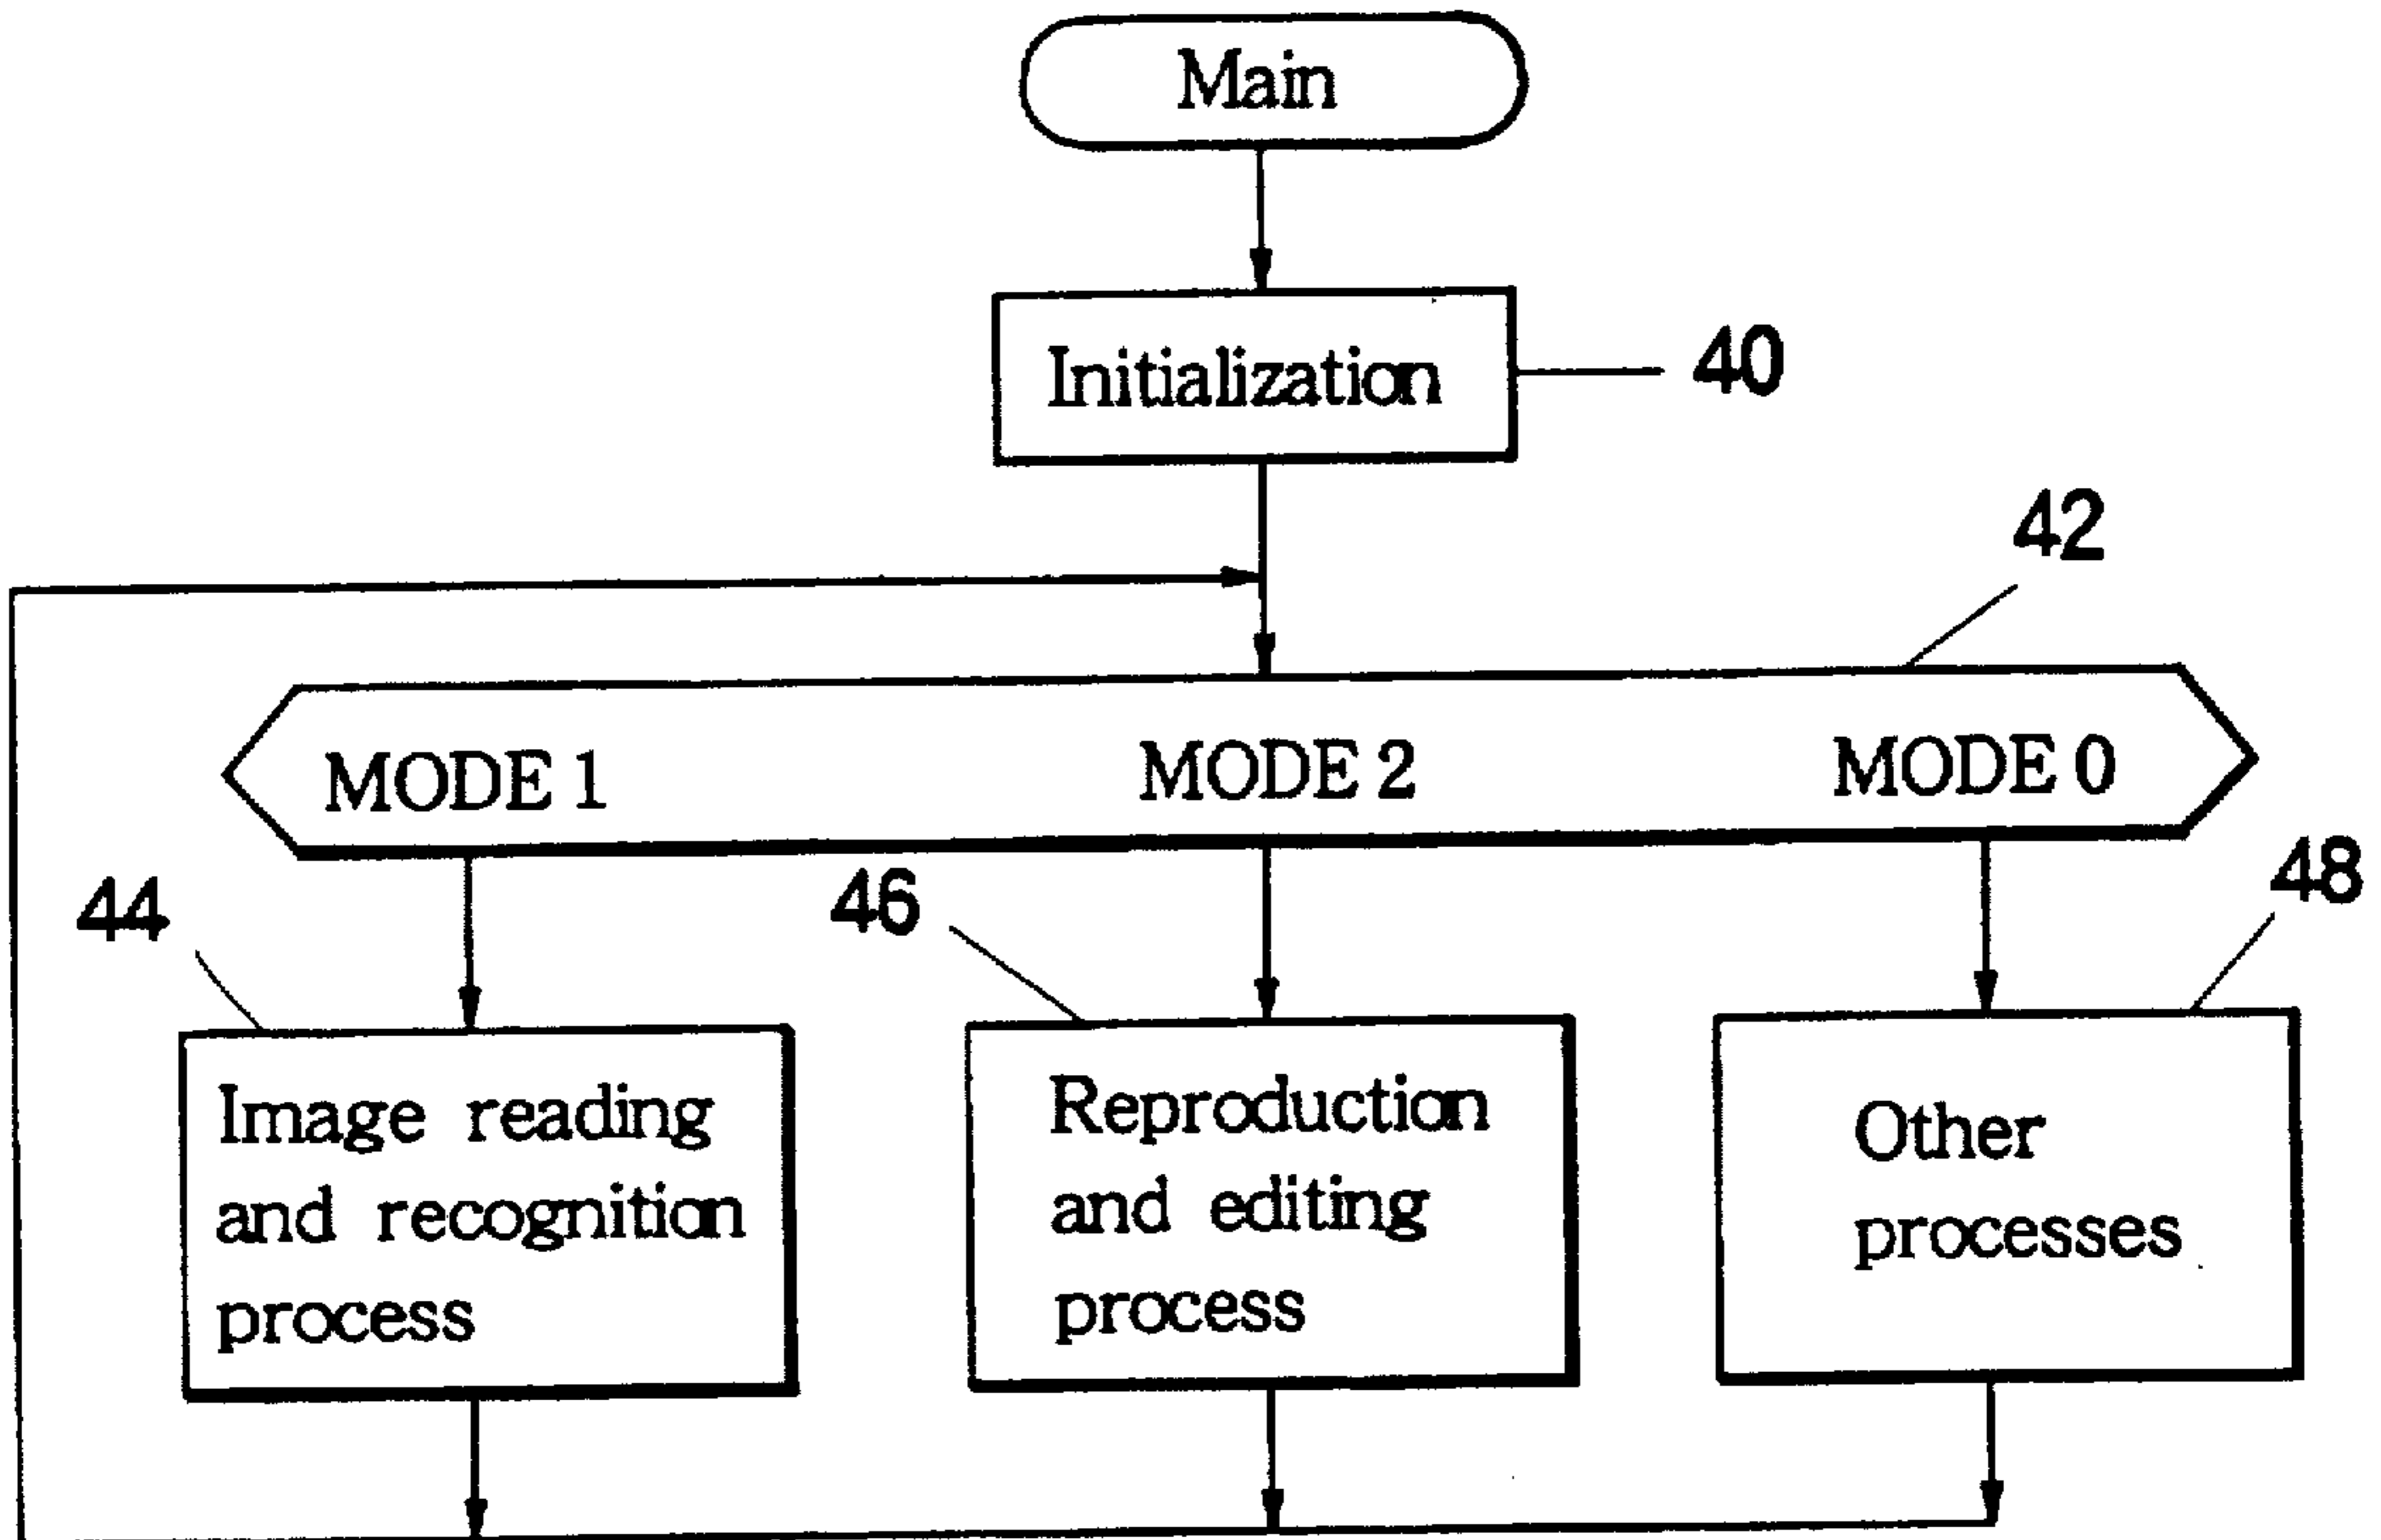 Main
Initialization
40
42
MODE 1 MODE 2 MODE 0
44
46
48
Image reading
and recognition
process
Reproduction
and editing
process
Other
processes